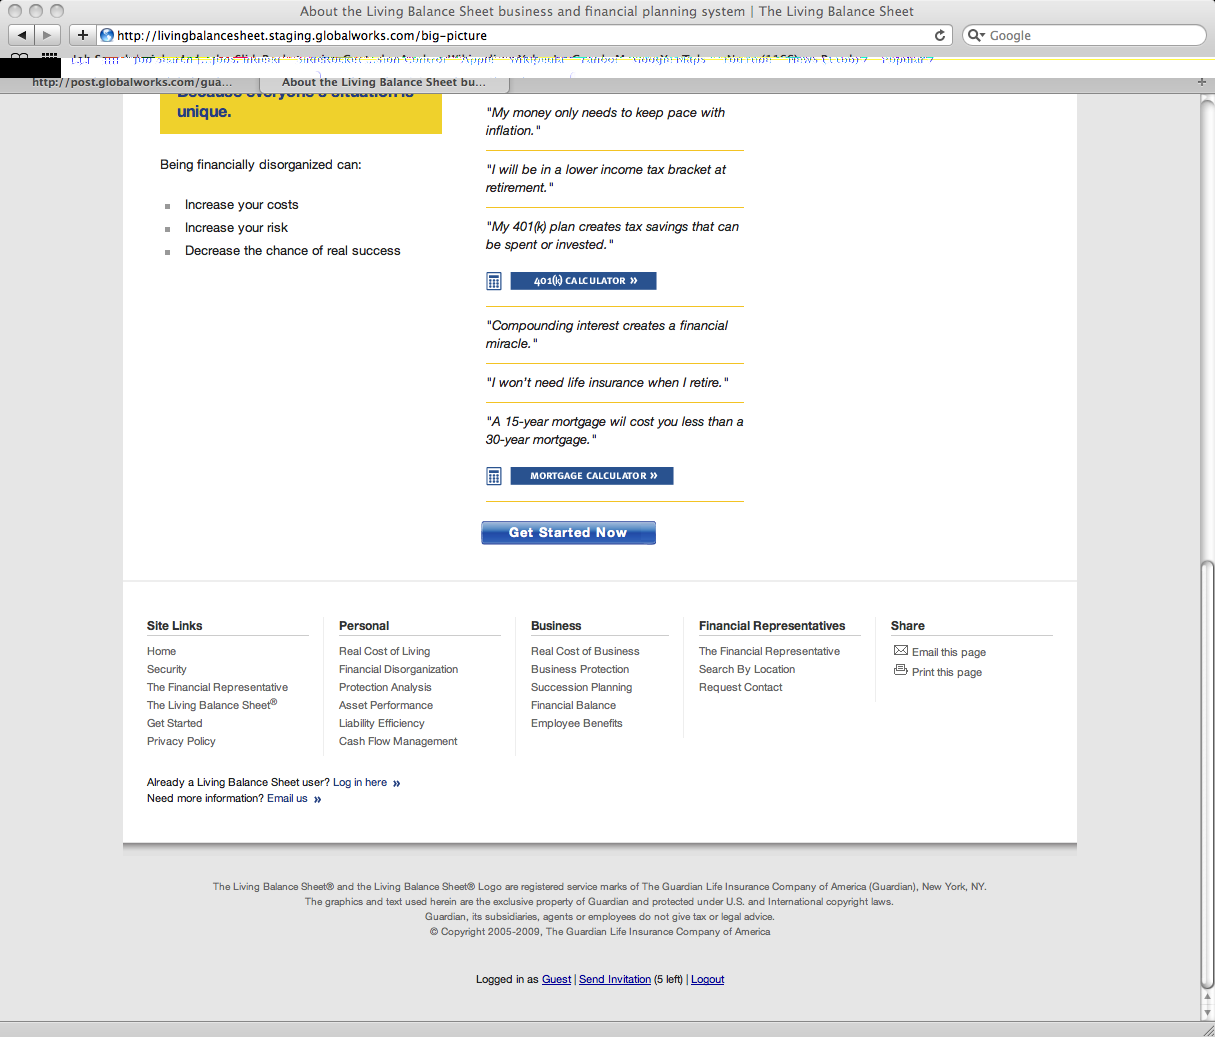 About the Living Balance Sheet business and financial planning system | The Living Balance Sheet
http://livingbalancesheet.staging.globalworks.com/big-picture
Google
http://post.globalworks.com/gua...
About the Living Balance Sheet bu...
Because everyone's situation is
unique.
Being financially disorganized can:
Increase your costs
Increase your risk
Decrease the chance of real success
"My money only needs to keep pace with
inflation."
"I will be in a lower income tax bracket at
retirement."
"My 401(k) plan creates tax savings that can
be spent or invested."
401(k) CALCULATOR »
"Compounding interest creates a financial
miracle."
"I won't need life insurance when I retire."
"A 15-year mortgage wil cost you less than a
30-year mortgage."
MORTGAGE CALCULATOR »
Get Started Now
Site Links
Home
Security
The Financial Representative
The Living Balance Sheet®
Get Started
Privacy Policy
Personal
Real Cost of Living
Financial Disorganization
Protection Analysis
Asset Performance
Liability Efficiency
Cash Flow Management
Business
Real Cost of Business
Business Protection
Succession Planning
Financial Balance
Employee Benefits
Financial Representatives
The Financial Representative
Search By Location
Request Contact
Share
Email this page
Print this page
Already a Living Balance Sheet user? Log in here »
Need more information? Email us »
The Living Balance Sheet® and the Living Balance Sheet® Logo are registered service marks of The Guardian Life Insurance Company of America (Guardian), New York, NY.
The graphics and text used herein are the exclusive property of Guardian and protected under U.S. and International copyright laws.
Guardian, its subsidiaries, agents or employees do not give tax or legal advice.
© Copyright 2005-2009, The Guardian Life Insurance Company of America
Logged in as Guest | Send Invitation (5 left) | Logout